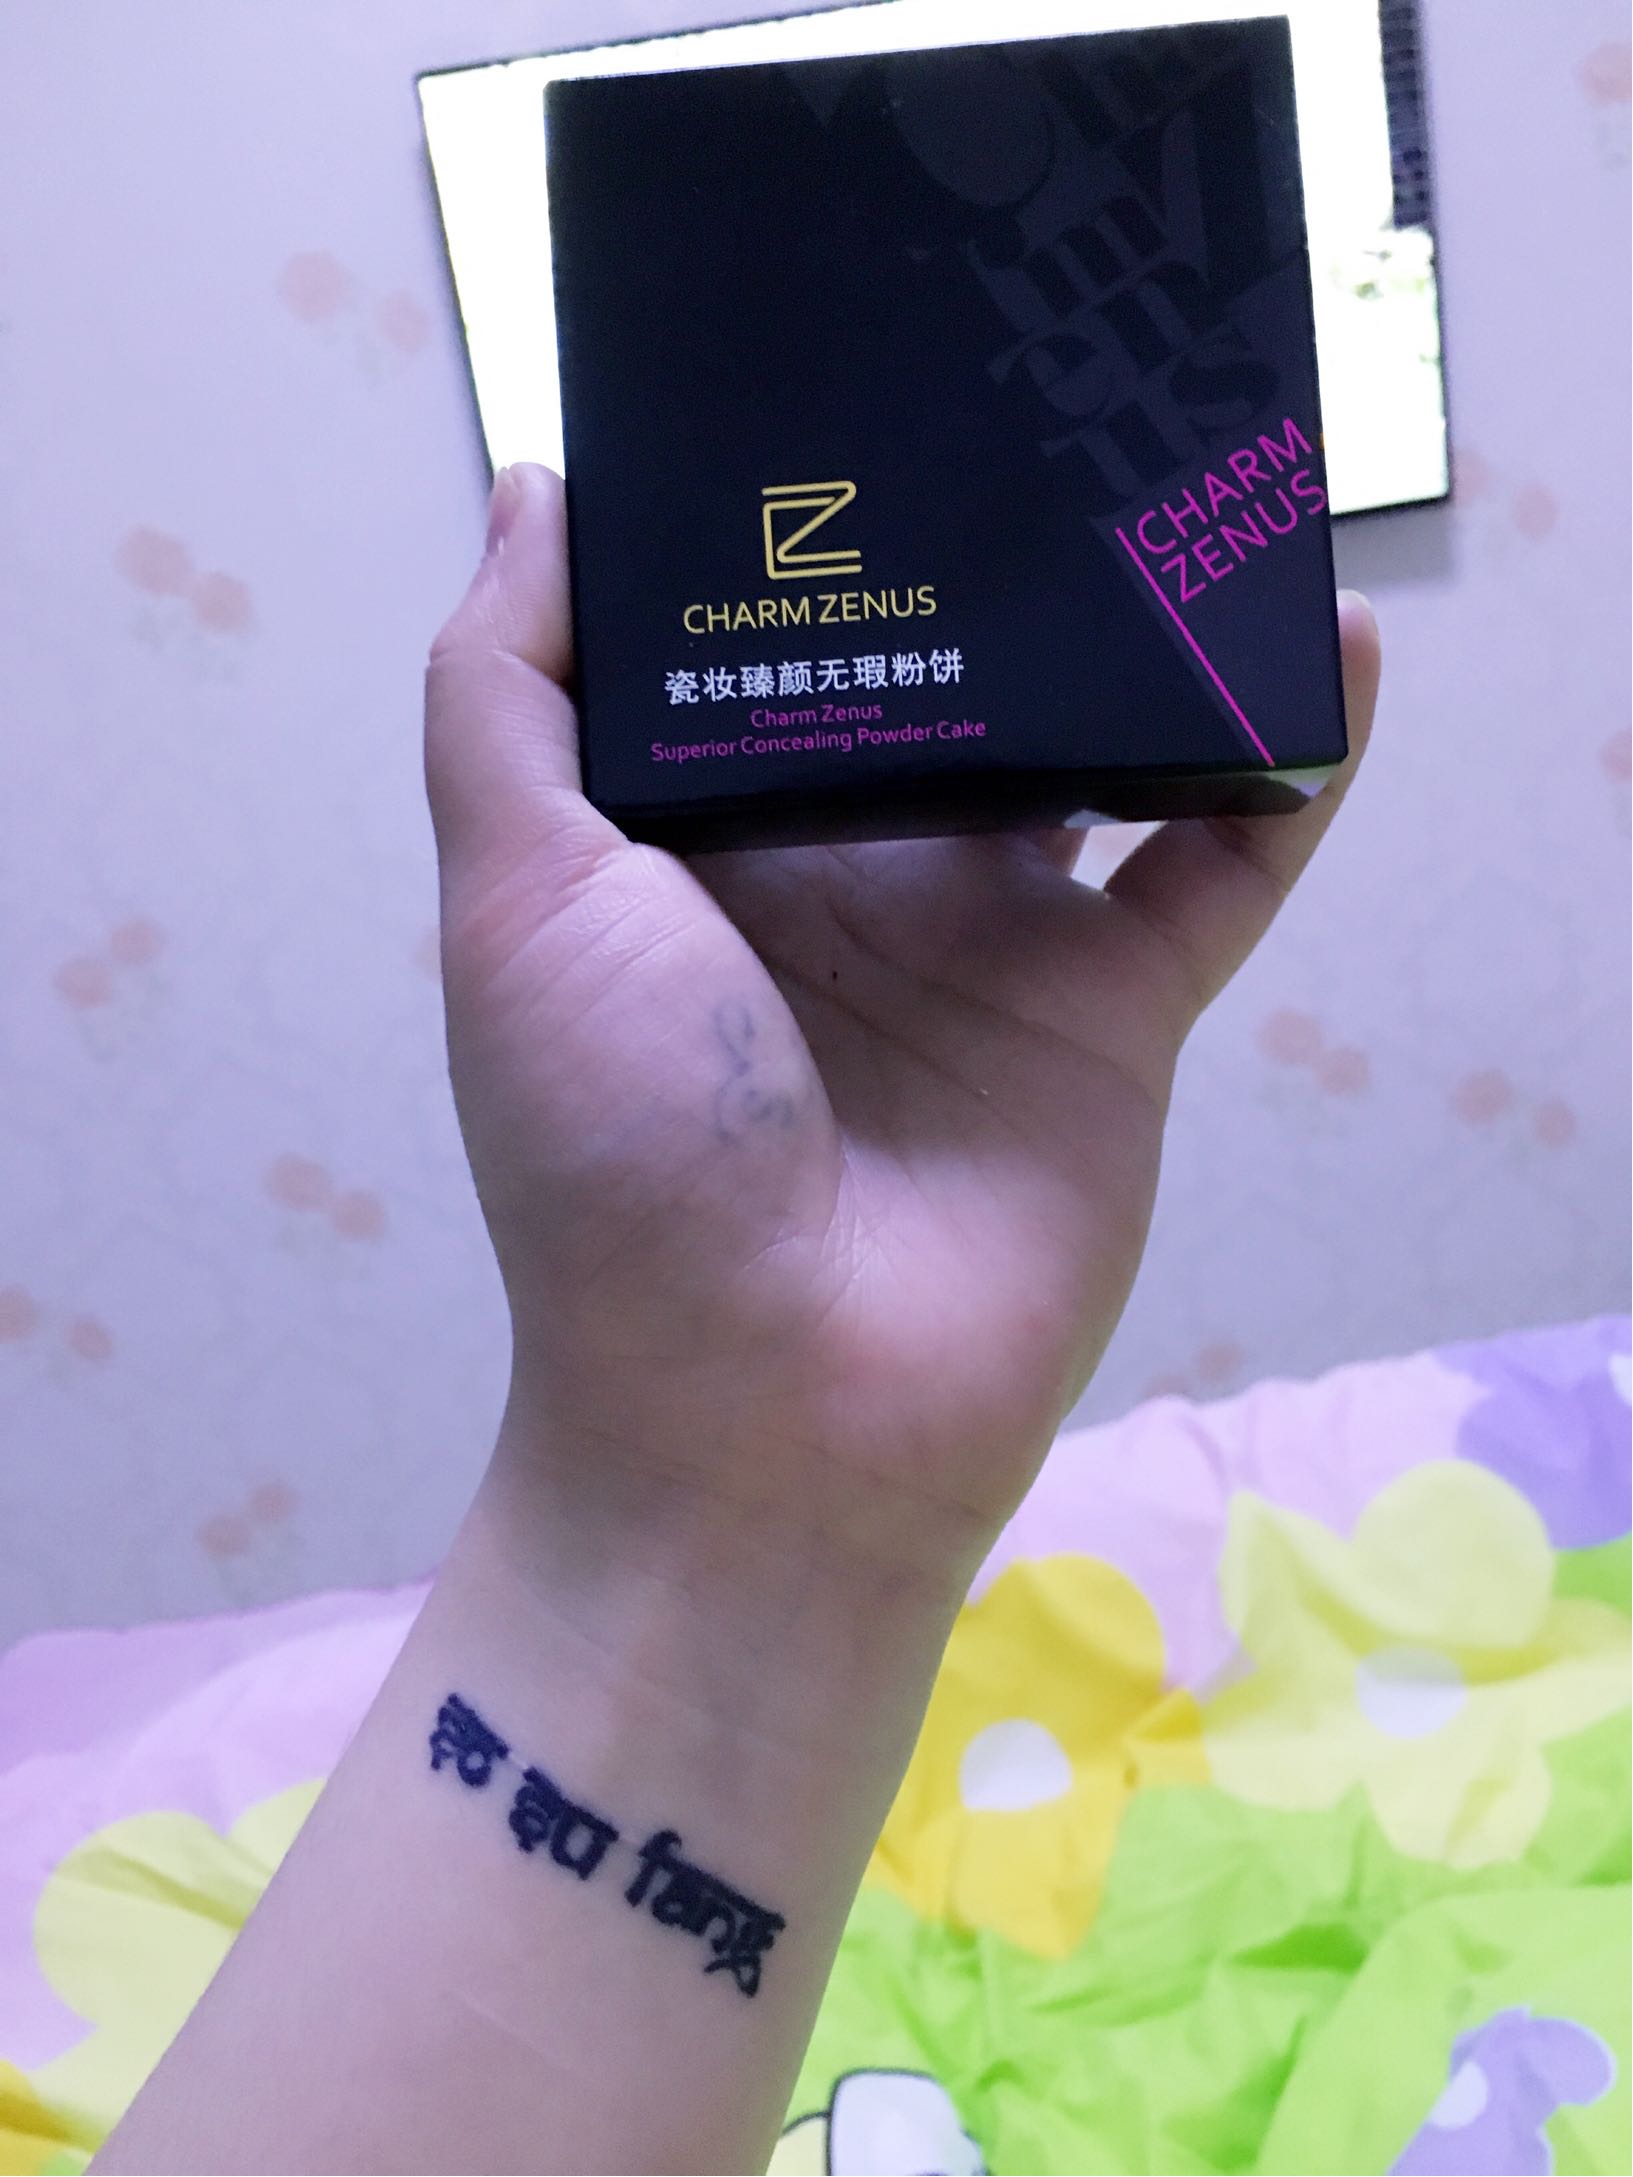 CHARM
ZENUS
CHARM ZENUS
瓷妆臻颜无瑕粉饼
Charm Zenus
Superior Concealing Powder Cake